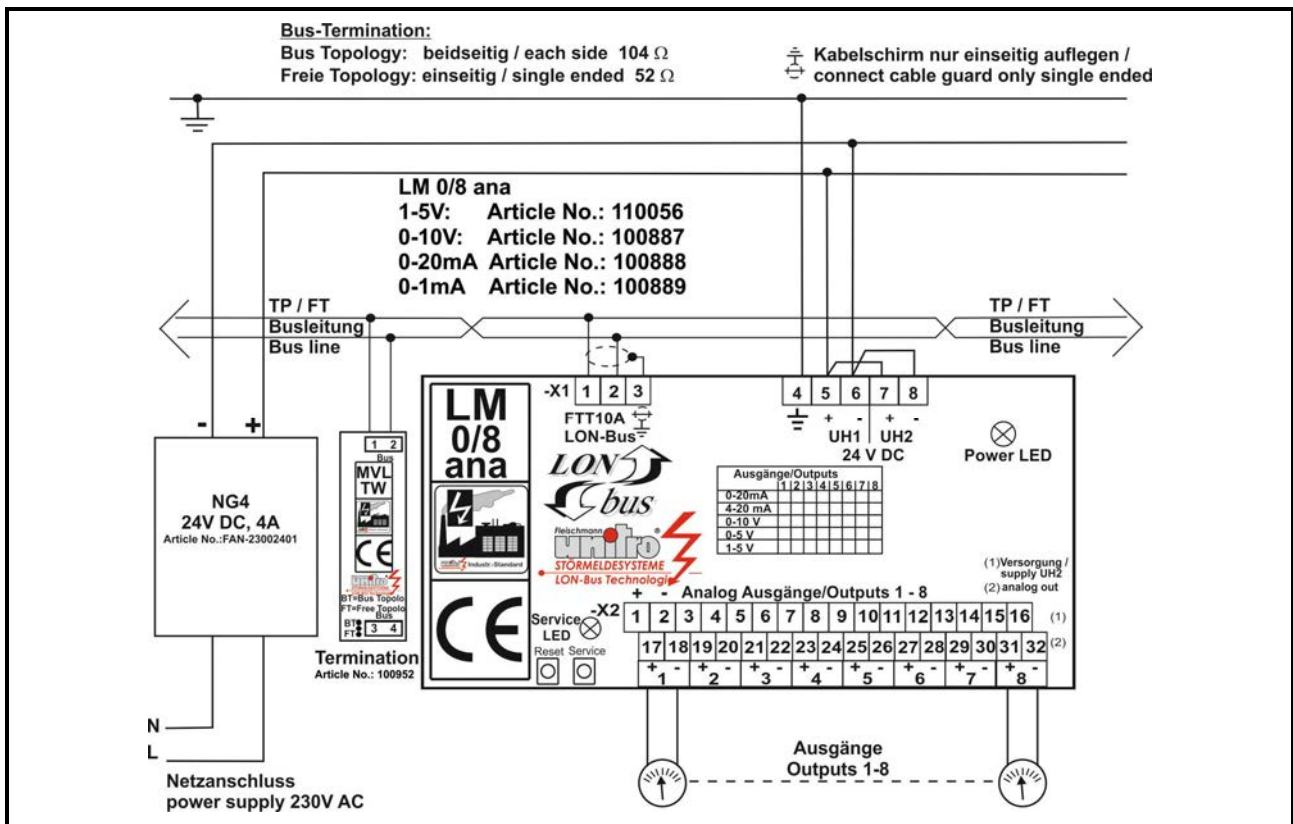 Bus-Termination:
Bus Topology: beidseitig / each side 104 Ω
Freie Topology: einseitig / single ended 52 Ω
Kabelschirm nur einseitig auflegen /
connect cable guard only single ended
LM 0/8 ana
1-5V: Article No.: 110056
0-10V: Article No.: 100887
0-20mA Article No.: 100888
0-1mA Article No.: 100889
TP / FT
Busleitung
Bus line
TP / FT
Busleitung
Bus line
- +
NG4
24V DC, 4A
Article No.:FAN-23002401
N
L
Netzanschluss
power supply 230V AC
1 2
Bus
MVL
TW
CE
unitro
BT=Bus Topolo
FT=Free Topolo
Bus
BT
FT
3 4
Termination
Article No.: 100952
LM
0/8
ana
unitro Industr.-Standard
CE
-X1 1 2 3
FTT10A
LON-Bus
LON
bus
Fleischmann
unitro ®
STÖRMELDESYSTEME
LON-Bus Technologie
4 5 6 7 8
+ - + -
UH1 UH2
24 V DC
Power LED
Ausgänge/Outputs
1 2 3 4 5 6 7 8
0-20mA
4-20 mA
0-10 V
0-5 V
1-5 V
(1)Versorgung /
supply UH2
(2) analog out
+ - Analog Ausgänge/Outputs 1 - 8
-X2 1 2 3 4 5 6 7 8 9 10 11 12 13 14 15 16 (1)
17 18 19 20 21 22 23 24 25 26 27 28 29 30 31 32 (2)
+ 1 - + 2 - + 3 - + 4 - + 5 - + 6 - + 7 - + 8 -
Service
LED
Reset Service
Ausgänge
Outputs 1-8